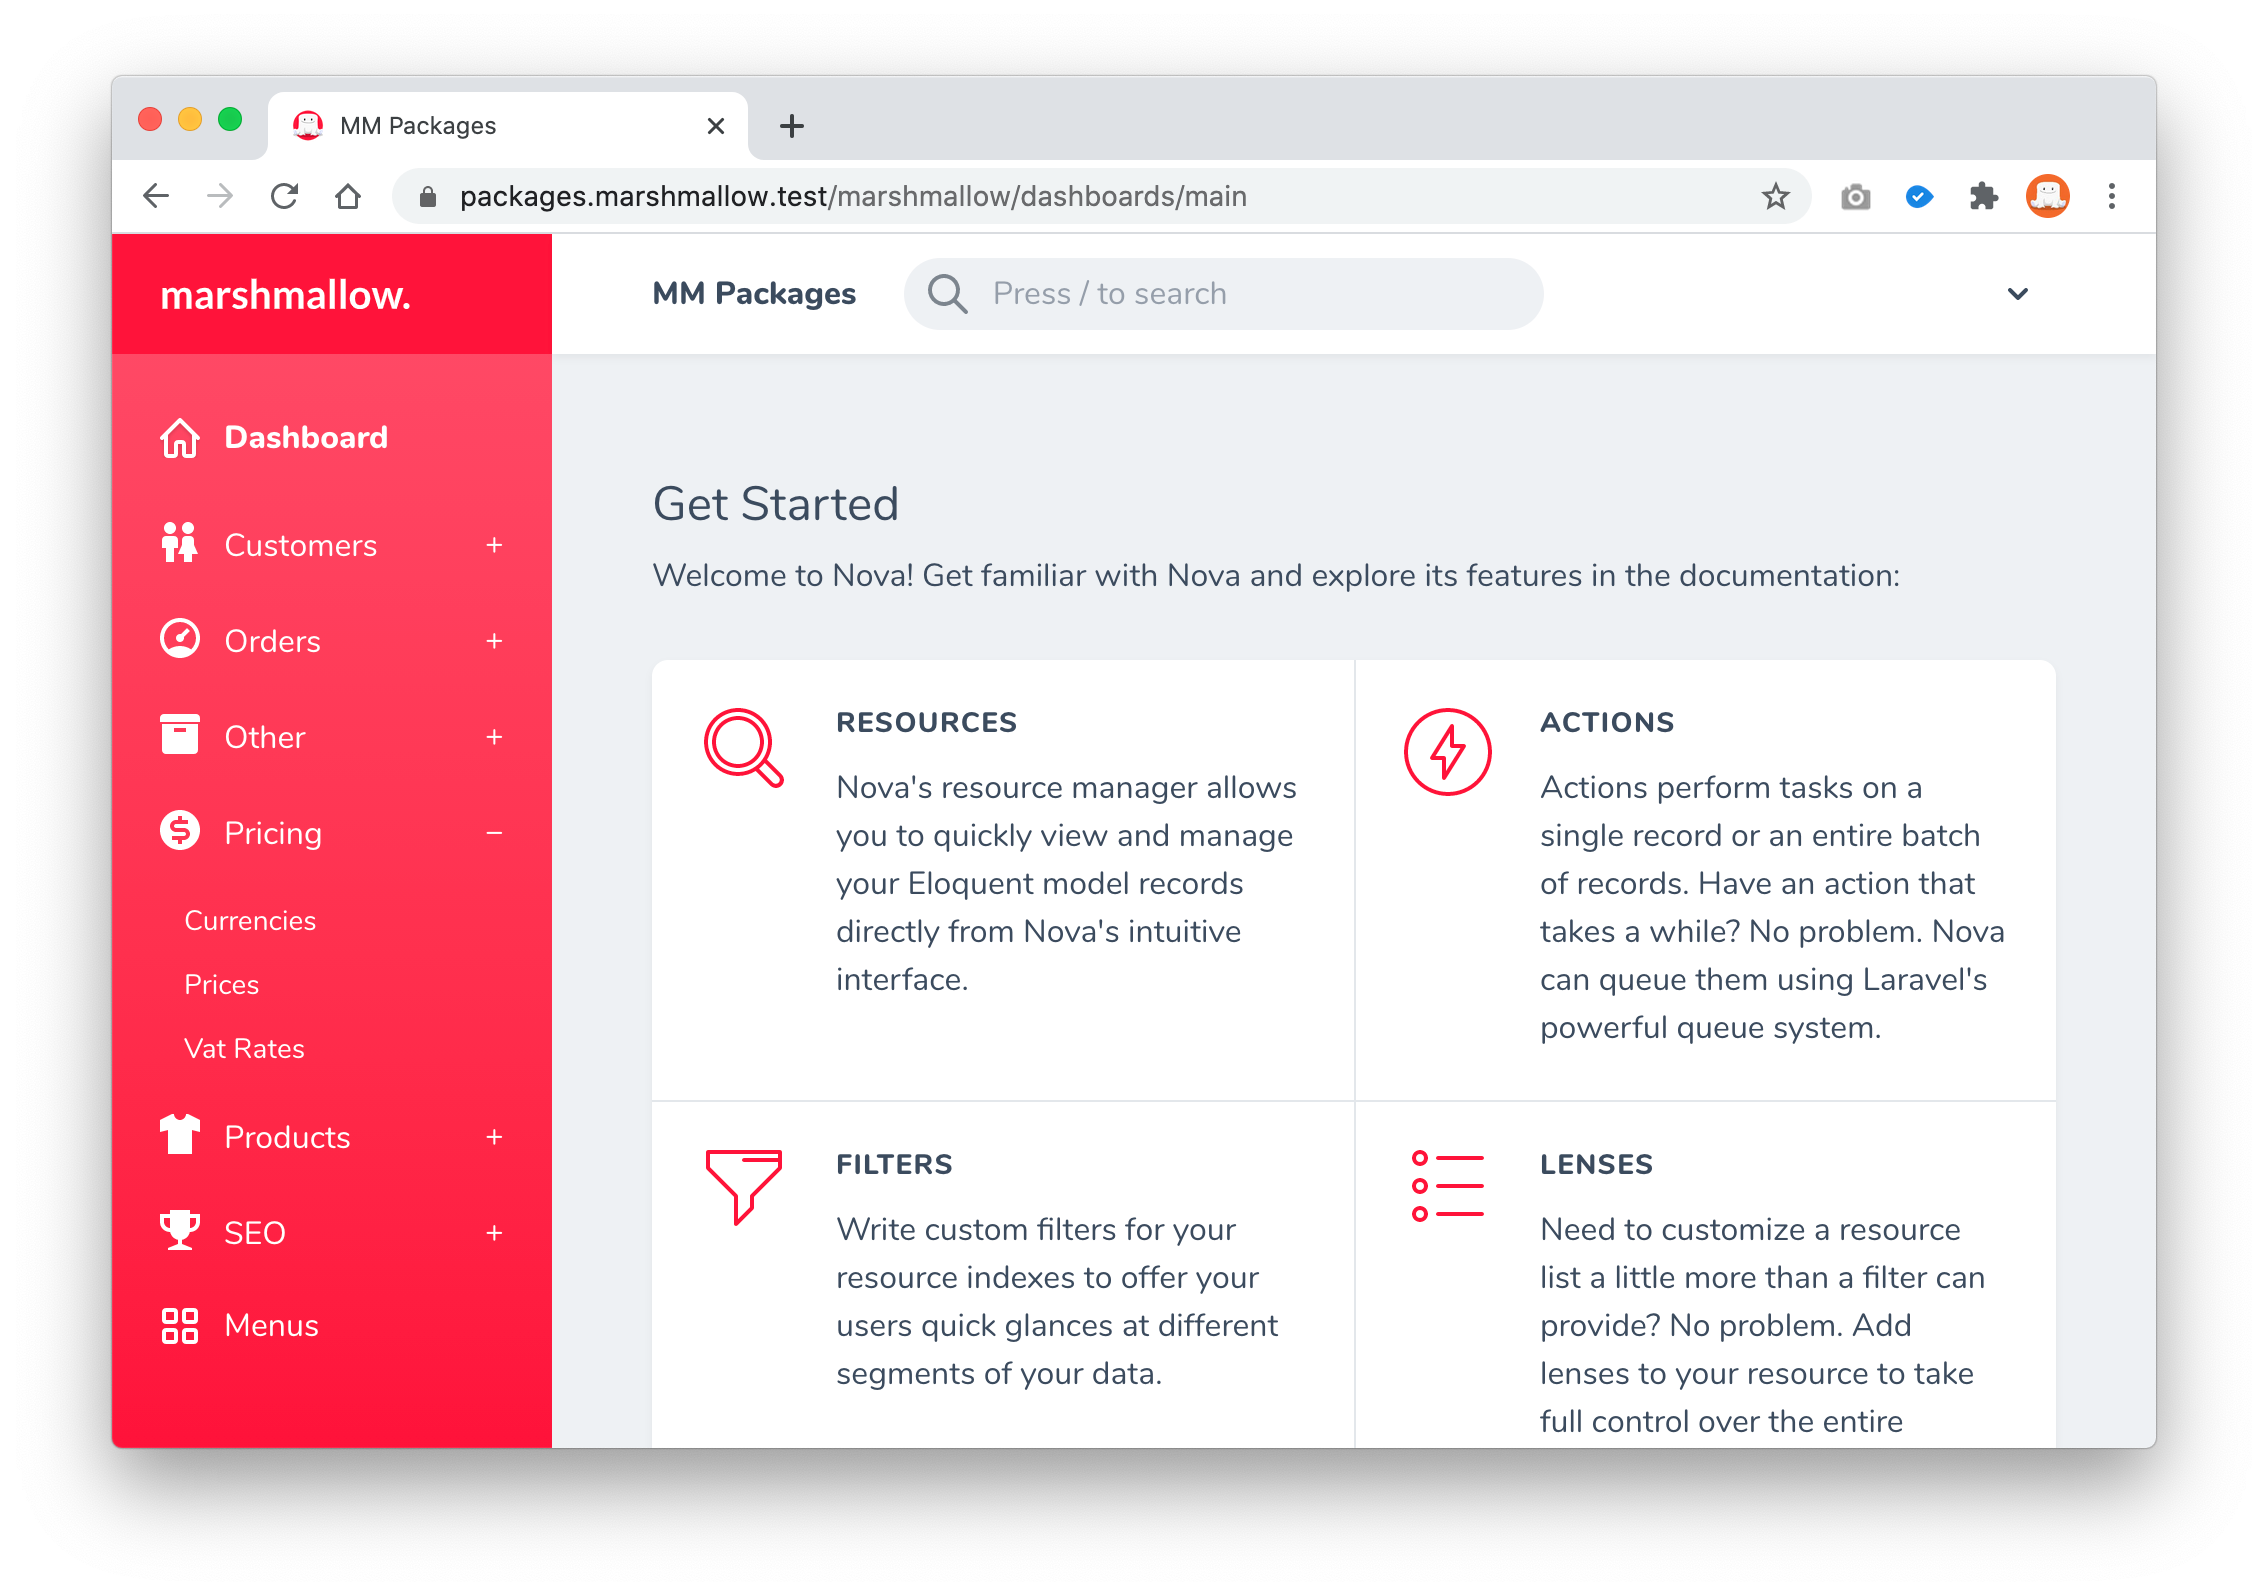 MM Packages
packages.marshmallow.test/marshmallow/dashboards/main
marshmallow.
MM Packages
Press / to search
Dashboard
Customers +
Orders +
Other +
Pricing −
Currencies
Prices
Vat Rates
Products +
SEO +
Menus
Get Started
Welcome to Nova! Get familiar with Nova and explore its features in the documentation:
RESOURCES
Nova's resource manager allows
you to quickly view and manage
your Eloquent model records
directly from Nova's intuitive
interface.
ACTIONS
Actions perform tasks on a
single record or an entire batch
of records. Have an action that
takes a while? No problem. Nova
can queue them using Laravel's
powerful queue system.
FILTERS
Write custom filters for your
resource indexes to offer your
users quick glances at different
segments of your data.
LENSES
Need to customize a resource
list a little more than a filter can
provide? No problem. Add
lenses to your resource to take
full control over the entire